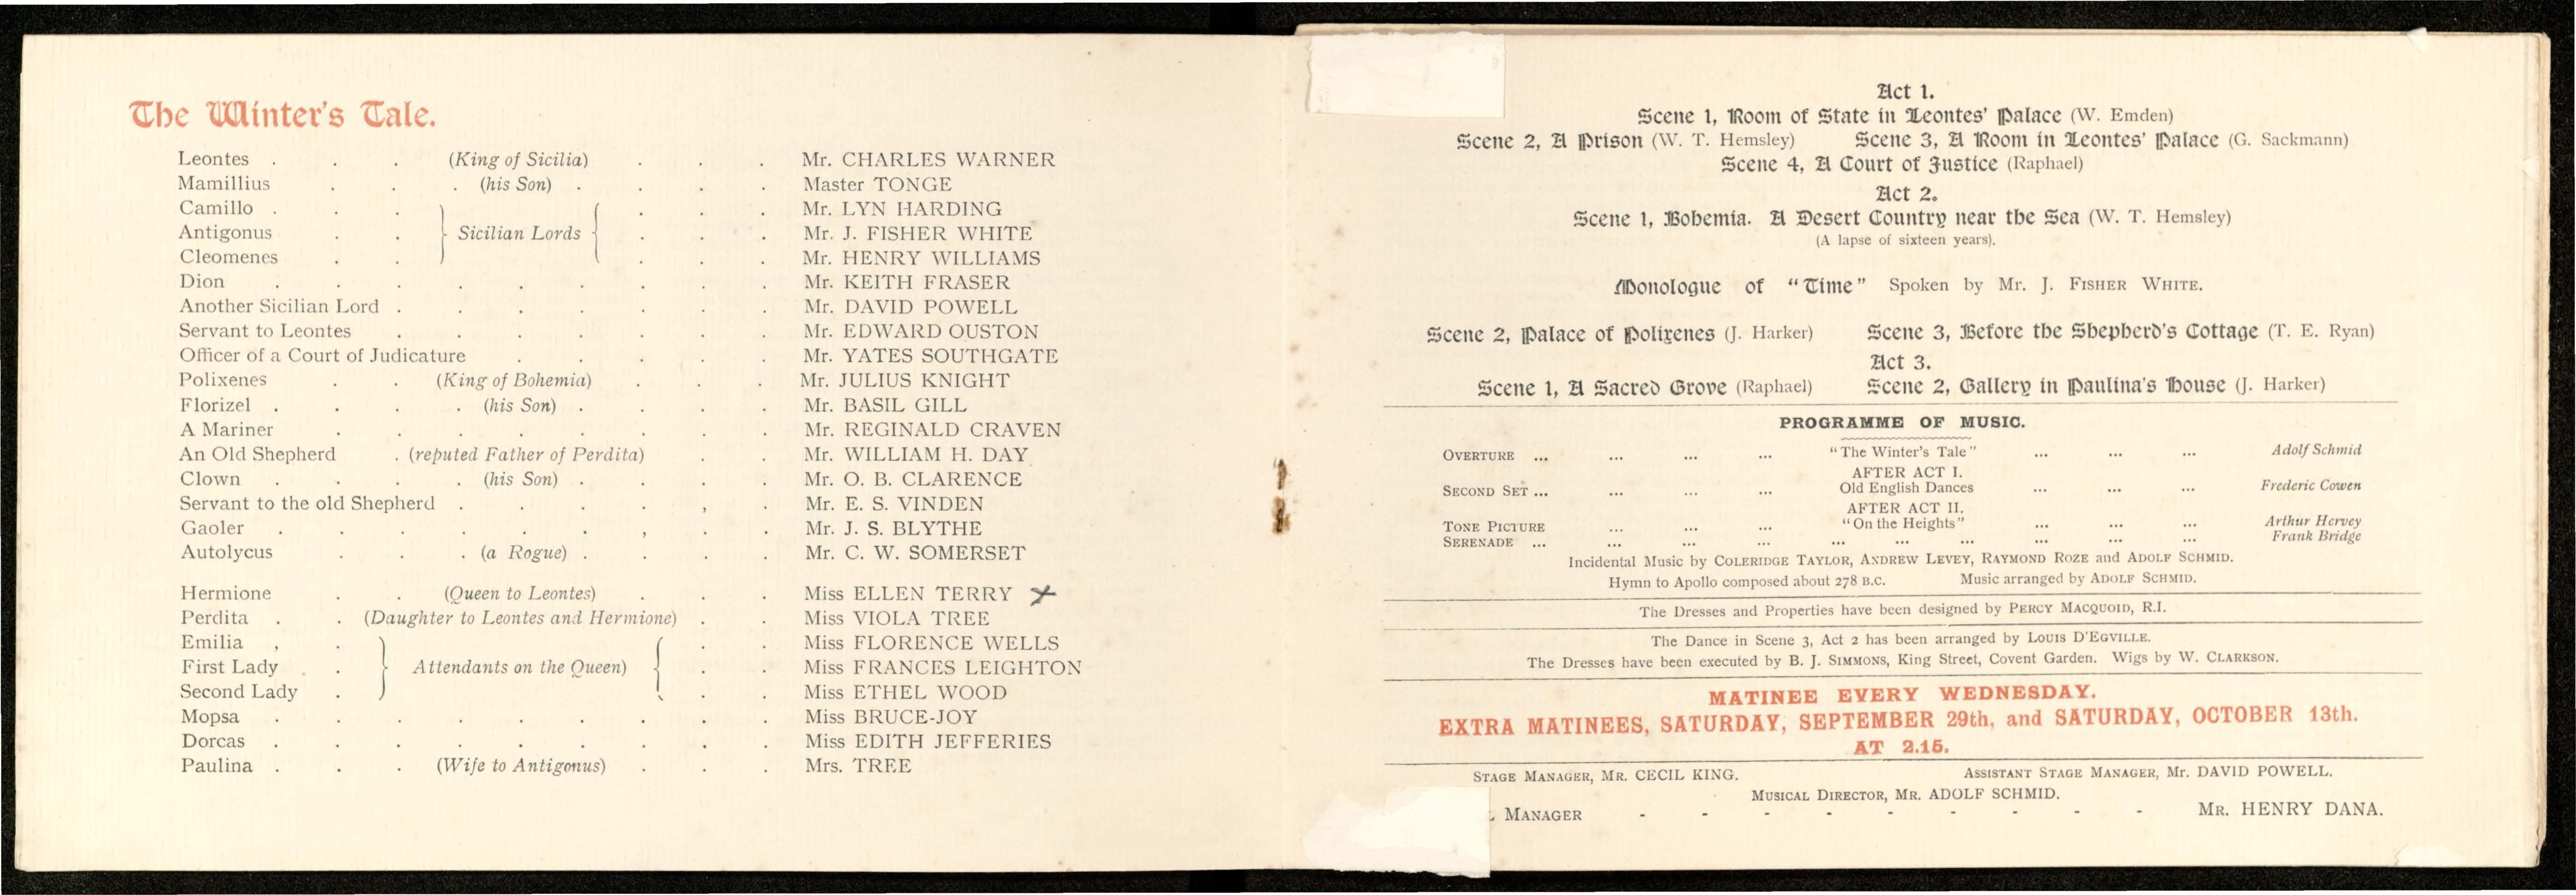 The Winter's Tale.
Leontes . . . (King of Sicilia) . . . Mr. CHARLES WARNER
Mamillius . . . (his Son) . . . . Master TONGE
Camillo . . . . . . Mr. LYN HARDING
Antigonus . . Sicilian Lords . . . Mr. J. FISHER WHITE
Cleomenes . . . . . Mr. HENRY WILLIAMS
Dion . . . . . . . . . Mr. KEITH FRASER
Another Sicilian Lord . . . . . . . Mr. DAVID POWELL
Servant to Leontes . . . . . . . Mr. EDWARD OUSTON
Officer of a Court of Judicature . . . . . Mr. YATES SOUTHGATE
Polixenes . . (King of Bohemia) . . . Mr. JULIUS KNIGHT
Florizel . . . . (his Son) . . . . Mr. BASIL GILL
A Mariner . . . . . . . . Mr. REGINALD CRAVEN
An Old Shepherd . (reputed Father of Perdita) . . Mr. WILLIAM H. DAY
Clown . . . . (his Son) . . . . Mr. O. B. CLARENCE
Servant to the old Shepherd . . . . , . Mr. E. S. VINDEN
Gaoler . . . . . . , . . Mr. J. S. BLYTHE
Autolycus . . . (a Rogue) . . . . Mr. C. W. SOMERSET
Hermione . . (Queen to Leontes) . . . Miss ELLEN TERRY x
Perdita . . (Daughter to Leontes and Hermione) . . Miss VIOLA TREE
Emilia , . . . Miss FLORENCE WELLS
First Lady . . Attendants on the Queen) . . Miss FRANCES LEIGHTON
Second Lady . . . Miss ETHEL WOOD
Mopsa . . . . . . . . . Miss BRUCE-JOY
Dorcas . . . . . . . . . Miss EDITH JEFFERIES
Paulina . . . (Wife to Antigonus) . . . Mrs. TREE
Act 1.
Scene 1, Room of State in Leontes' Palace (W. Emden)
Scene 2, A Prison (W. T. Hemsley) Scene 3, A Room in Leontes' Palace (G. Sackmann)
Scene 4, A Court of Justice (Raphael)
Act 2.
Scene 1, Bohemia. A Desert Country near the Sea (W. T. Hemsley)
(A lapse of sixteen years).
Monologue of "Time" Spoken by Mr. J. FISHER WHITE.
Scene 2, Palace of Polixenes (J. Harker) Scene 3, Before the Shepherd's Cottage (T. E. Ryan)
Act 3.
Scene 1, A Sacred Grove (Raphael) Scene 2, Gallery in Paulina's House (J. Harker)
PROGRAMME OF MUSIC.
OVERTURE ... ... ... ... "The Winter's Tale" ... ... ... Adolf Schmid
AFTER ACT I.
SECOND SET ... ... ... ... Old English Dances ... ... ... Frederic Cowen
AFTER ACT II.
TONE PICTURE ... ... ... "On the Heights" ... ... ... Arthur Hervey
SERENADE ... ... ... ... ... ... ... ... ... ... Frank Bridge
Incidental Music by COLERIDGE TAYLOR, ANDREW LEVEY, RAYMOND ROZE and ADOLF SCHMID.
Hymn to Apollo composed about 278 B.C. Music arranged by ADOLF SCHMID.
The Dresses and Properties have been designed by PERCY MACQUOID, R.I.
The Dance in Scene 3, Act 2 has been arranged by LOUIS D'EGVILLE.
The Dresses have been executed by B. J. SIMMONS, King Street, Covent Garden. Wigs by W. CLARKSON.
MATINEE EVERY WEDNESDAY.
EXTRA MATINEES, SATURDAY, SEPTEMBER 29th, and SATURDAY, OCTOBER 13th.
AT 2.15.
STAGE MANAGER, MR. CECIL KING. ASSISTANT STAGE MANAGER, Mr. DAVID POWELL.
MUSICAL DIRECTOR, MR. ADOLF SCHMID.
L MANAGER - - - - - - - - - MR. HENRY DANA.